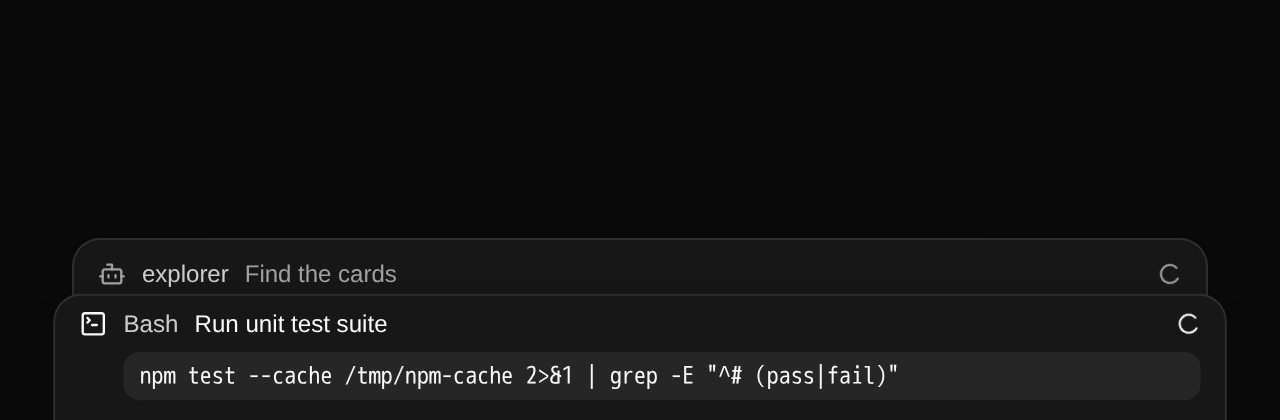 explorer Find the cards
Bash Run unit test suite
npm test --cache /tmp/npm-cache 2>&1 | grep -E "^# (pass|fail)"